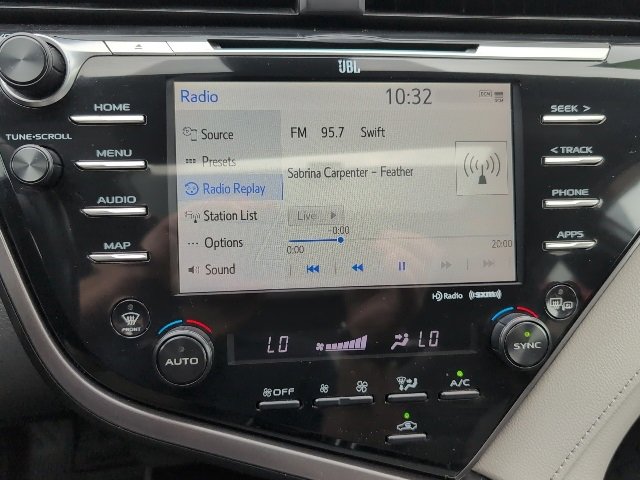 JBL
Radio 10:32
HOME
SEEK >
Source
FM 95.7 Swift
TUNE•SCROLL
Presets
Sabrina Carpenter - Feather
MENU
< TRACK
Radio Replay
AUDIO
PHONE
Station List
Live
MAP
APPS
Options
-0:00
0:00 20:00
Sound
HD Radio ((SXM))
FRONT
AUTO
LO LO
SYNC
OFF
A/C